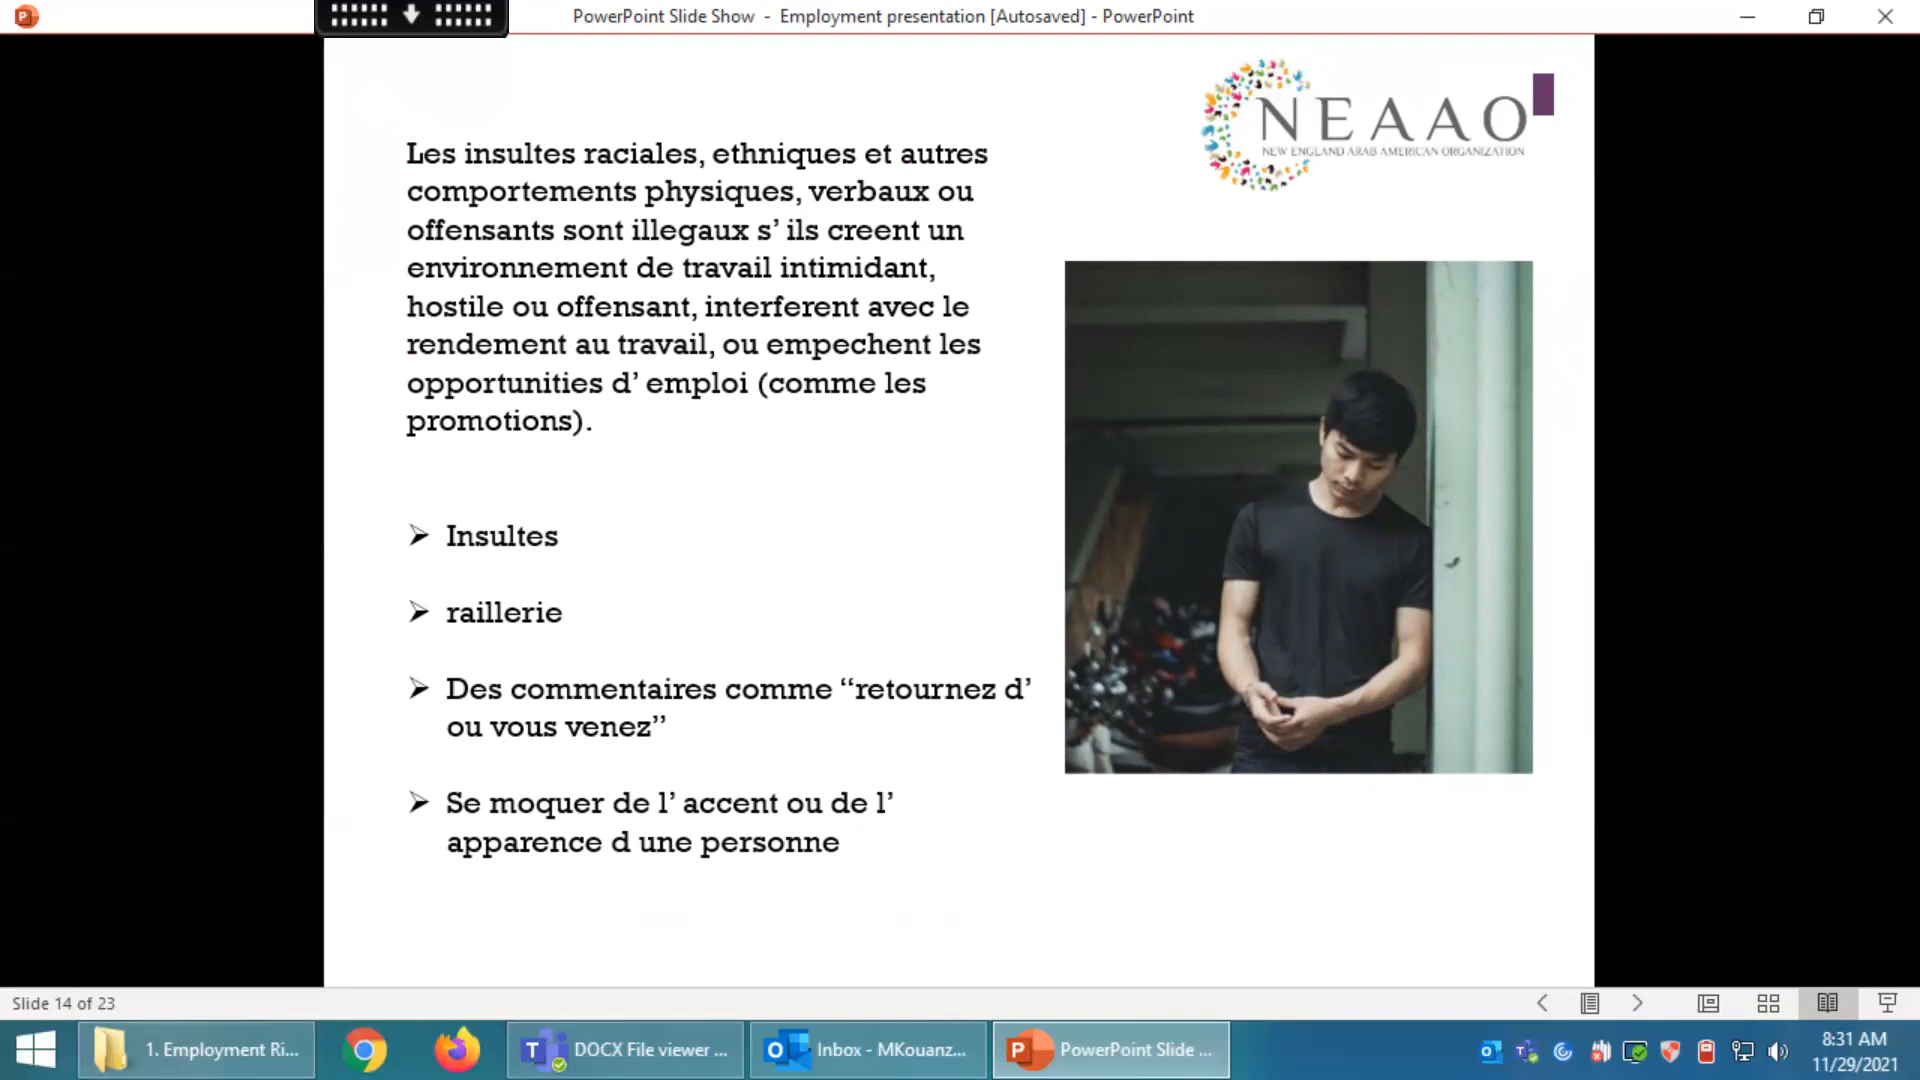 PowerPoint Slide Show - Employment presentation [Autosaved] - PowerPoint
NEAAO
NEW ENGLAND ARAB AMERICAN ORGANIZATION
Les insultes raciales, ethniques et autres
comportements physiques, verbaux ou
offensants sont illegaux s’ ils creent un
environnement de travail intimidant,
hostile ou offensant, interferent avec le
rendement au travail, ou empechent les
opportunities d’ emploi (comme les
promotions).
➢ Insultes
➢ raillerie
➢ Des commentaires comme “retournez d’
ou vous venez”
➢ Se moquer de l’ accent ou de l’
apparence d une personne
Slide 14 of 23
1. Employment Ri...
DOCX File viewer ...
Inbox - MKouanz...
PowerPoint Slide ...
8:31 AM
11/29/2021